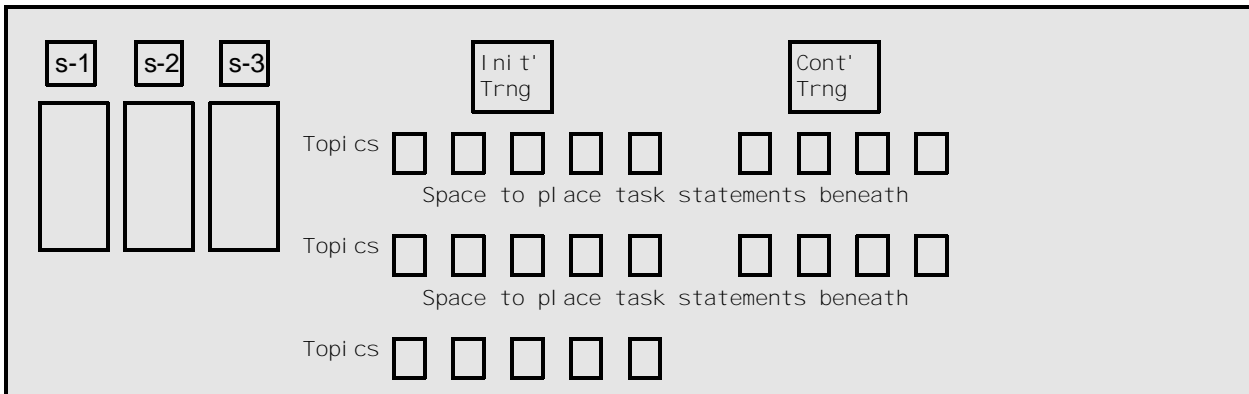 s-1 s-2 s-3
Init'
Trng
Cont'
Trng
Topics
Space to place task statements beneath
Topics
Space to place task statements beneath
Topics